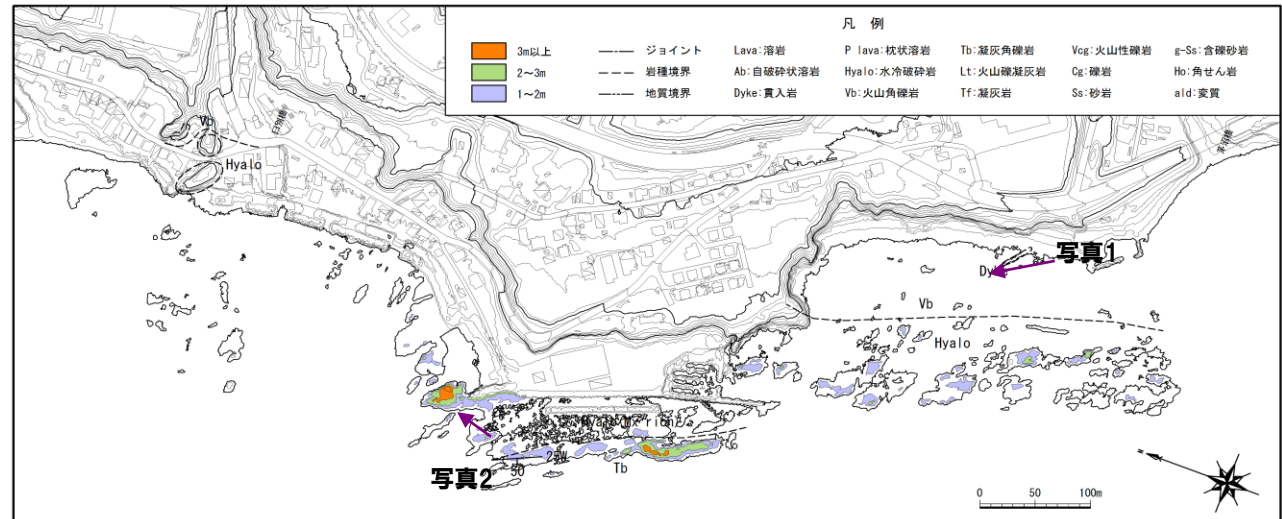 凡 例
3m以上 ジョイント Lava:溶岩 P lava:枕状溶岩 Tb:凝灰角礫岩 Vcg:火山性礫岩 g-Ss:含礫砂岩
2~3m 岩種境界 Ab:自破砕状溶岩 Hyalo:水冷破砕岩 Lt:火山礫凝灰岩 Cg:礫岩 Ho:角せん岩
1~2m 地質境界 Dyke:貫入岩 Vb:火山角礫岩 Tf:凝灰岩 Ss:砂岩 ald:変質
Vb
Hyalo
写真1
Vb
Hyalo
25W
50
Tb
写真2
0 50 100m